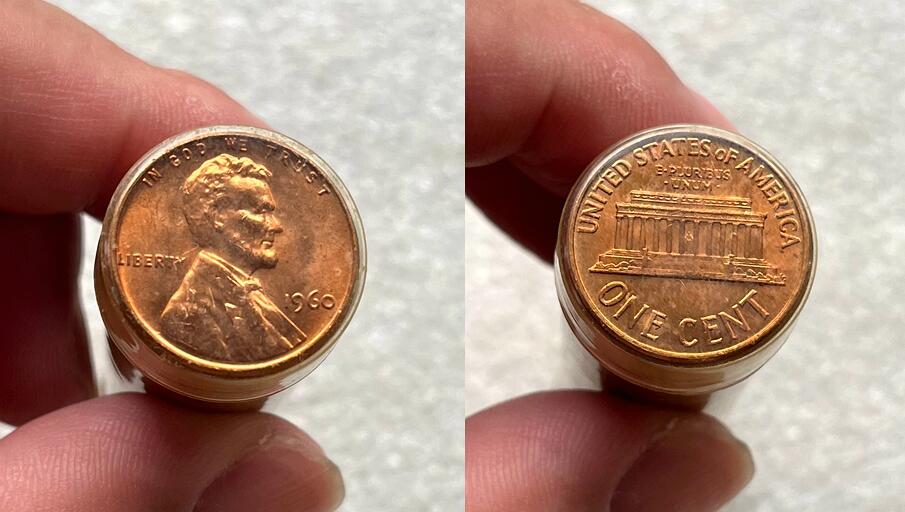 IN GOD WE TRUST
LIBERTY
1960
UNITED STATES oF AMERICA
E·PLURIBUS
·UNUM·
ONE CENT